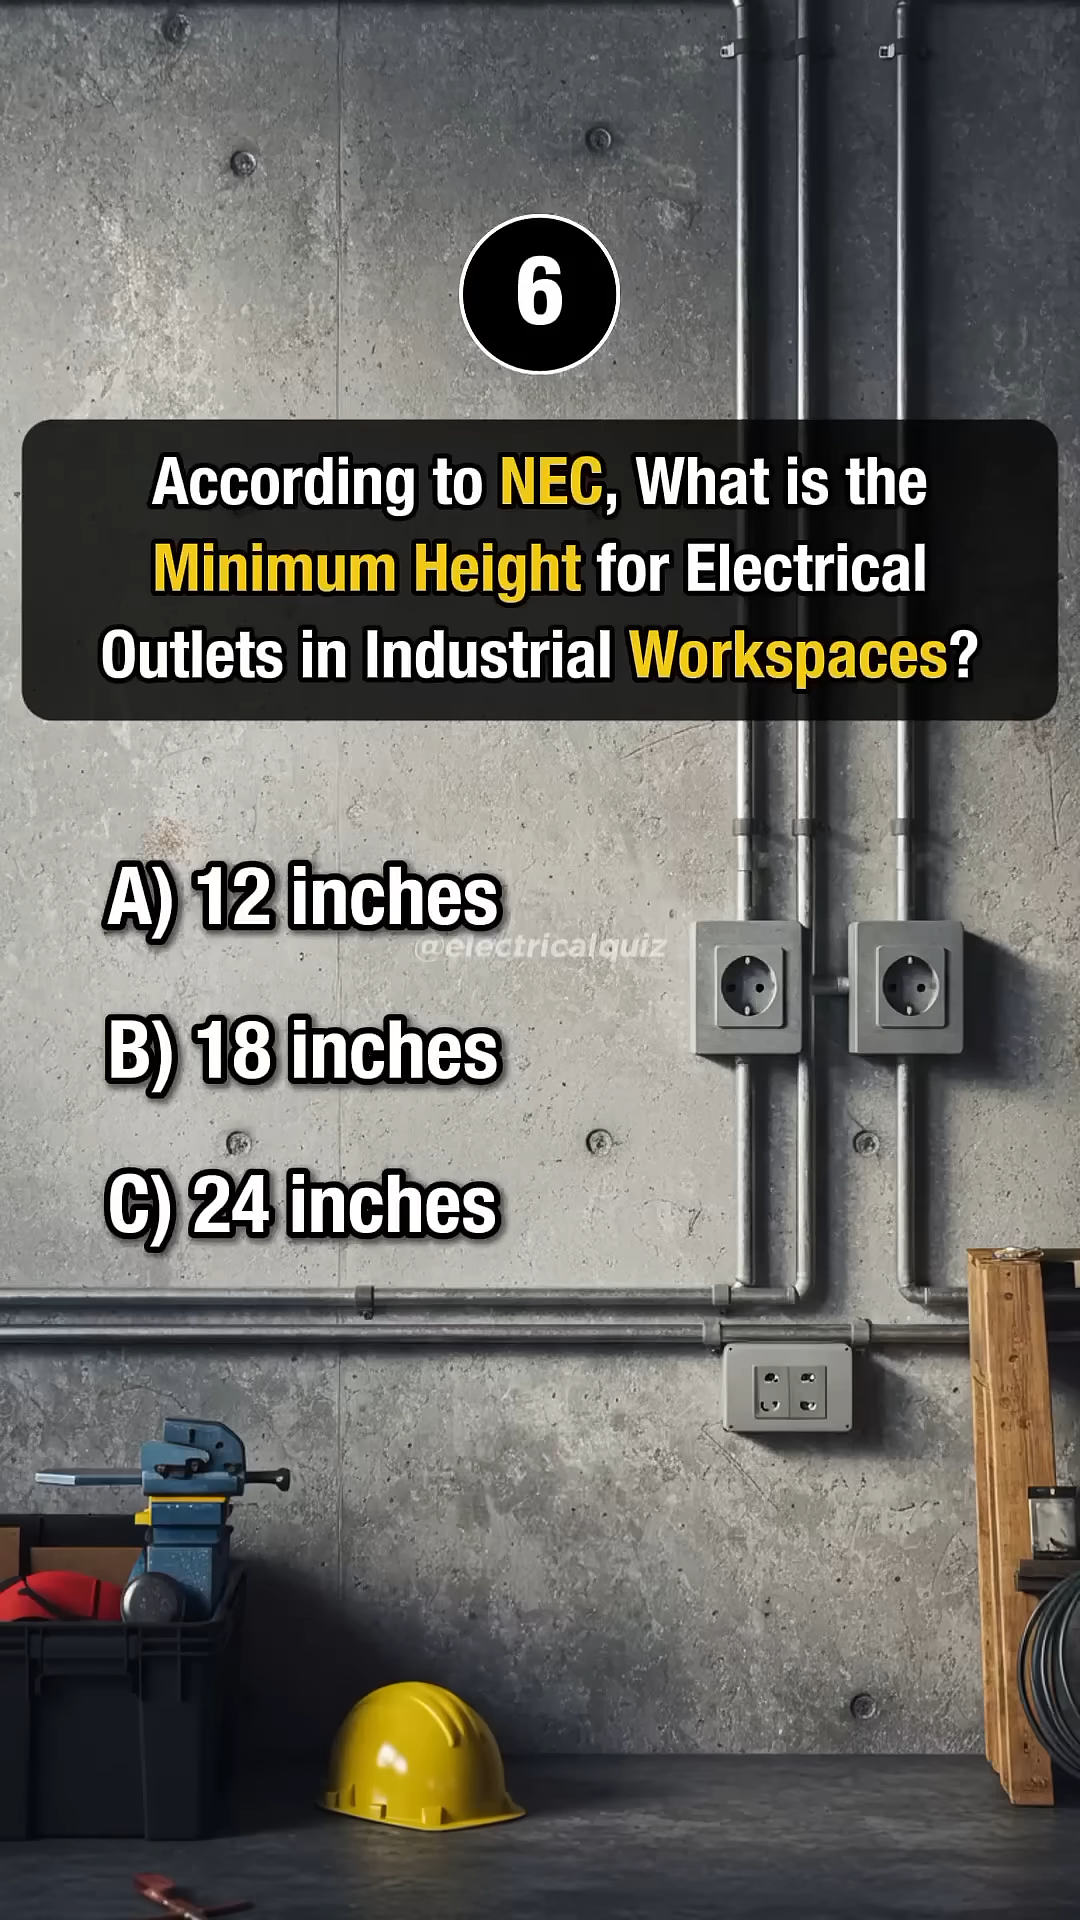 6
According to NEC, What is the
Minimum Height for Electrical
Outlets in Industrial Workspaces?
A) 12 inches
@electricalquiz
B) 18 inches
C) 24 inches